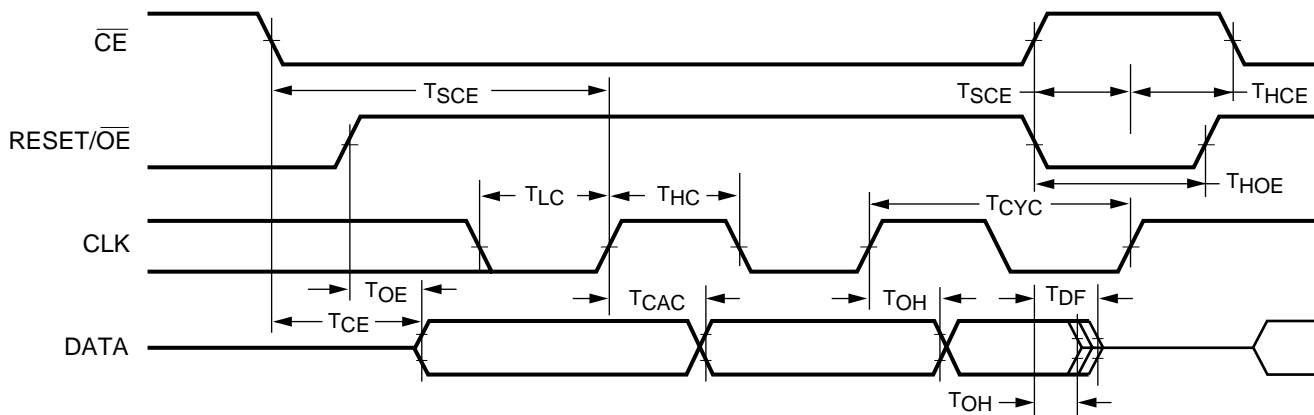 CE
TSCE TSCE THCE
RESET/OE
TLC THC TCYC THOE
CLK
TOE TCAC TOH TDF
TCE
DATA
TOH